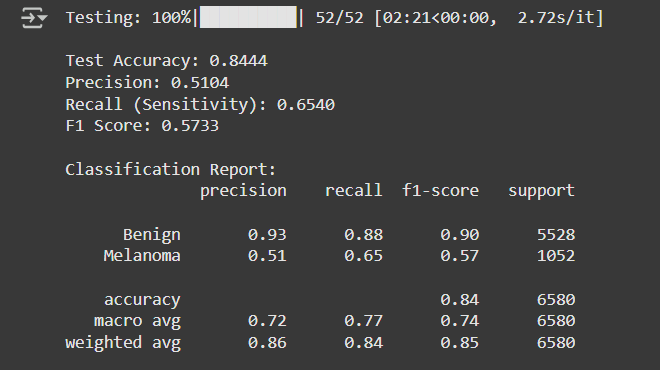 Testing: 100%|██████████| 52/52 [02:21<00:00, 2.72s/it]
Test Accuracy: 0.8444
Precision: 0.5104
Recall (Sensitivity): 0.6540
F1 Score: 0.5733
Classification Report:
precision recall f1-score support
Benign 0.93 0.88 0.90 5528
Melanoma 0.51 0.65 0.57 1052
accuracy 0.84 6580
macro avg 0.72 0.77 0.74 6580
weighted avg 0.86 0.84 0.85 6580